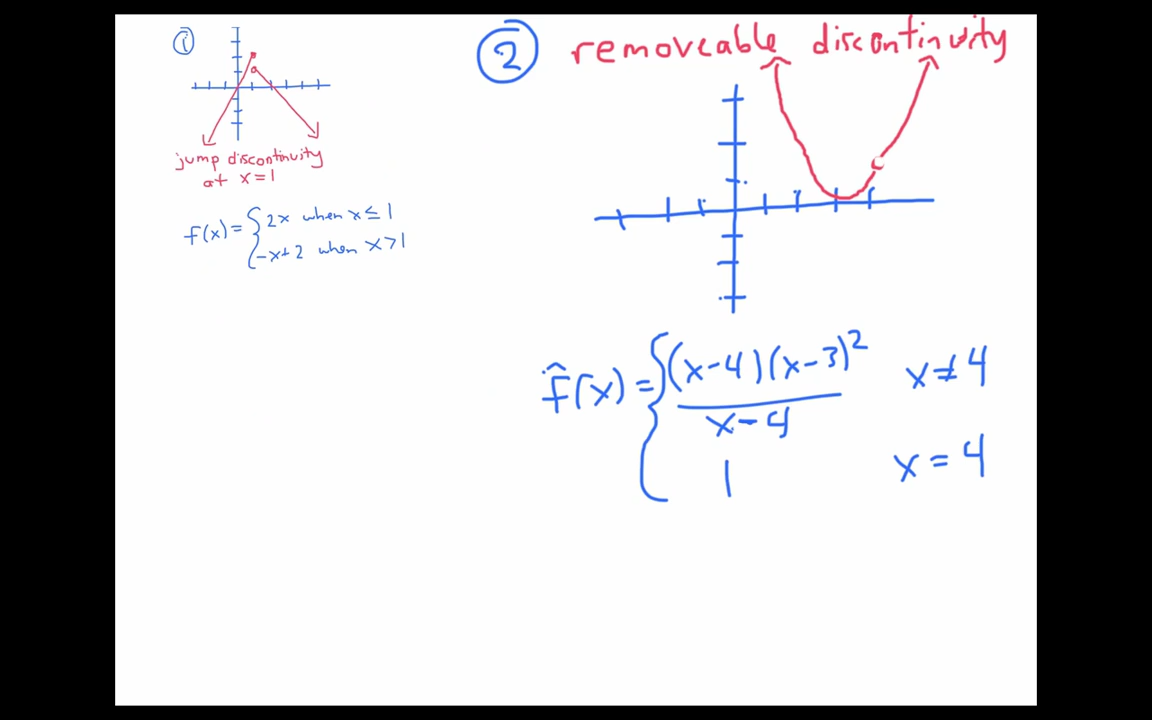 ①
jump discontinuity
at x=1
f(x)= { 2x when x≤1
-x+2 when x>1
② removeable discontinuity
f̂(x)= { (x-4)(x-3)² x≠4
x-4
1 x=4